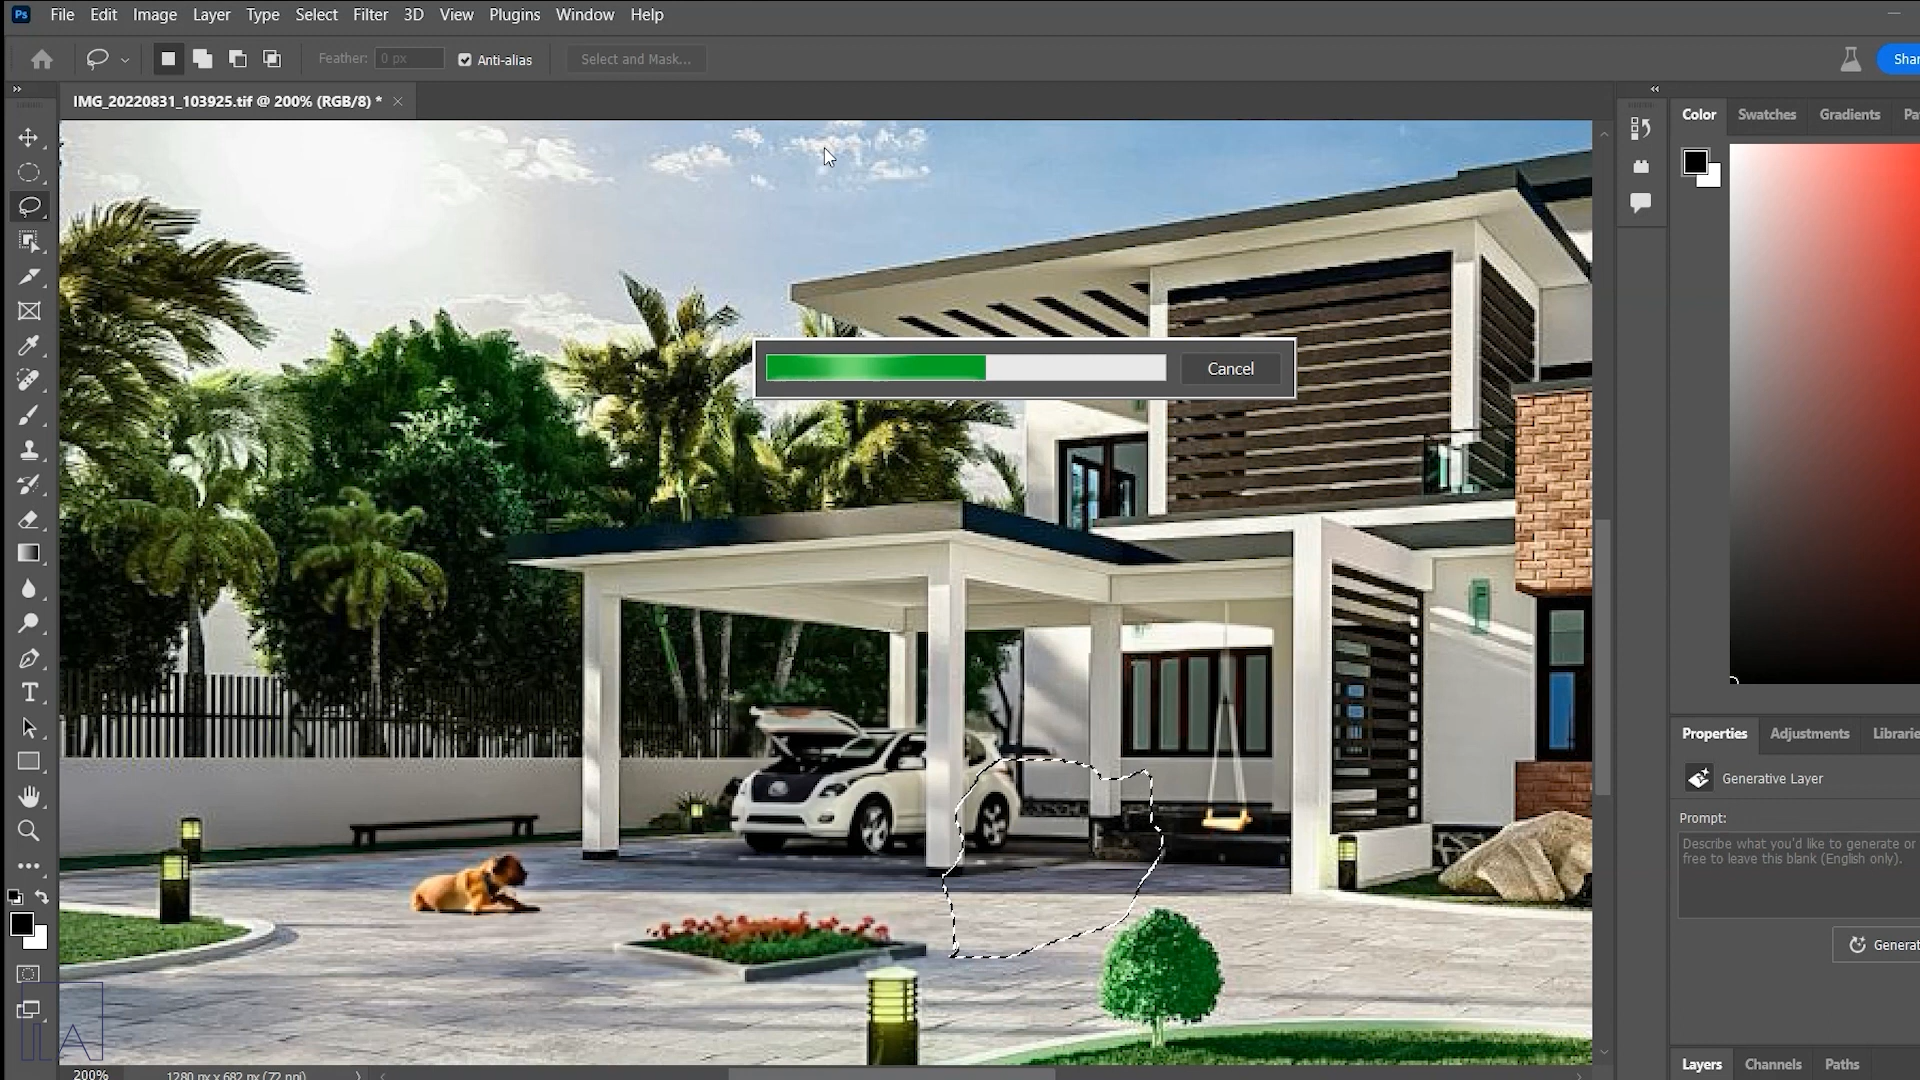 Ps File Edit Image Layer Type Select Filter 3D View Plugins Window Help
Feather: 0 px Anti-alias Select and Mask...
IMG_20220831_103925.tif @ 200% (RGB/8) *
Color Swatches Gradients
Cancel
Properties Adjustments
Generative Layer
Prompt:
Describe what you'd like to generate or
free to leave this blank (English only).
Layers Channels Paths
200% 1280 px x 682 px (72 ppi)